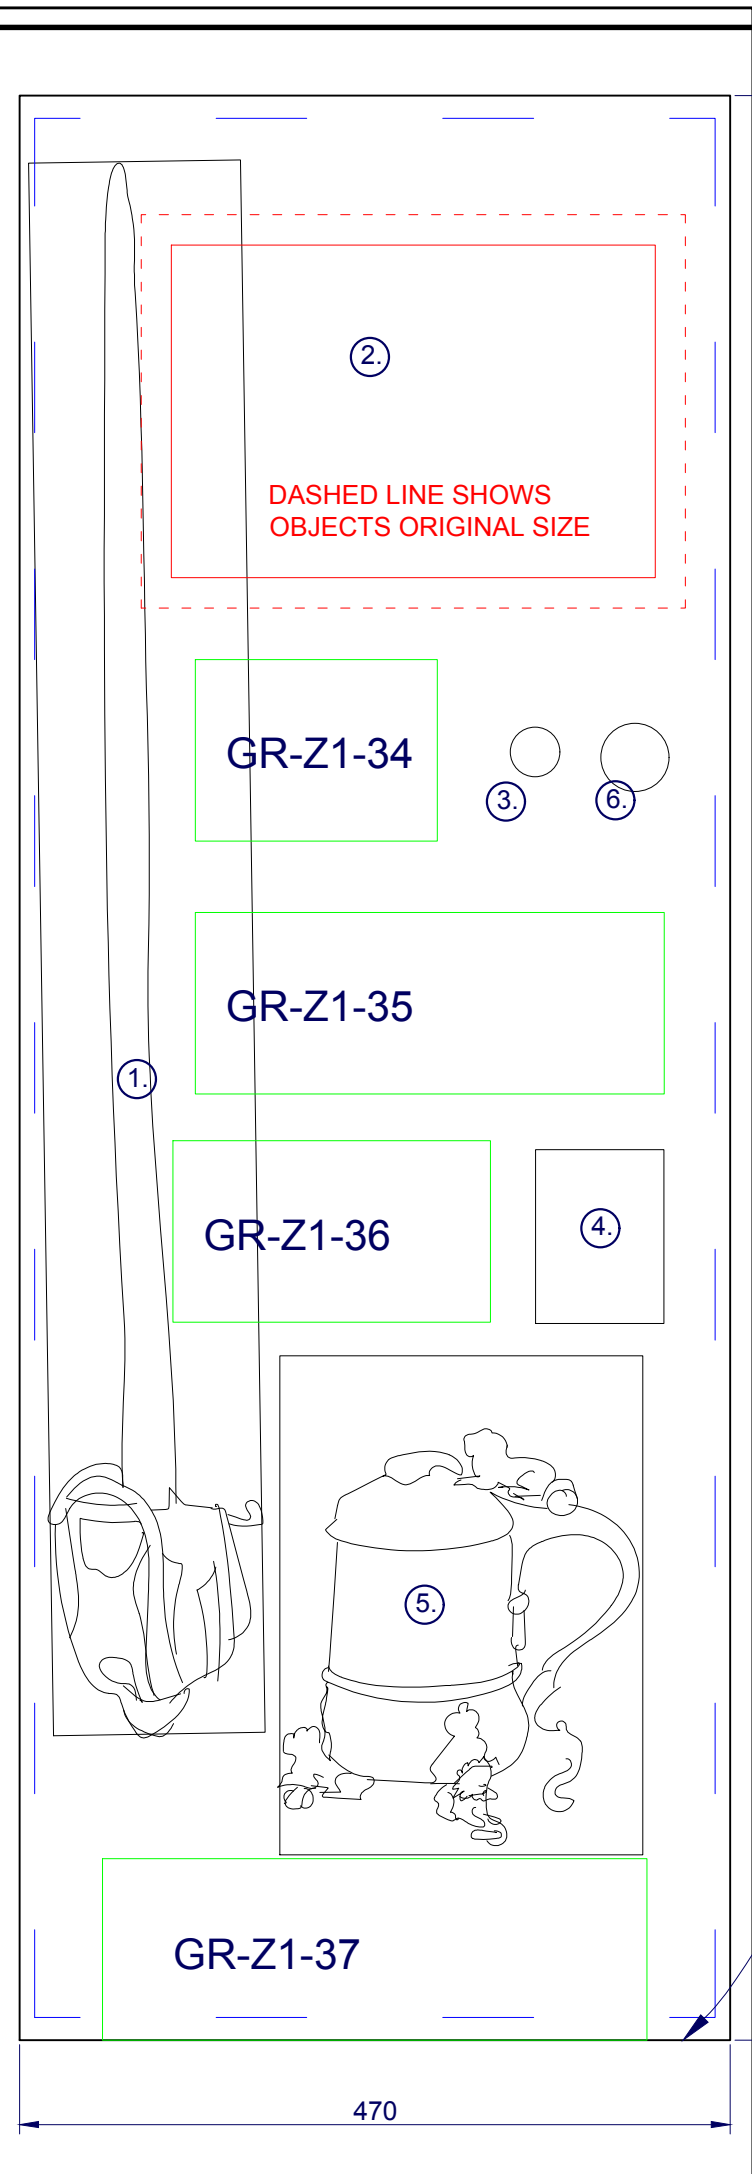 2.
DASHED LINE SHOWS
OBJECTS ORIGINAL SIZE
GR-Z1-34
3.
6.
GR-Z1-35
1.
GR-Z1-36
4.
5.
GR-Z1-37
470